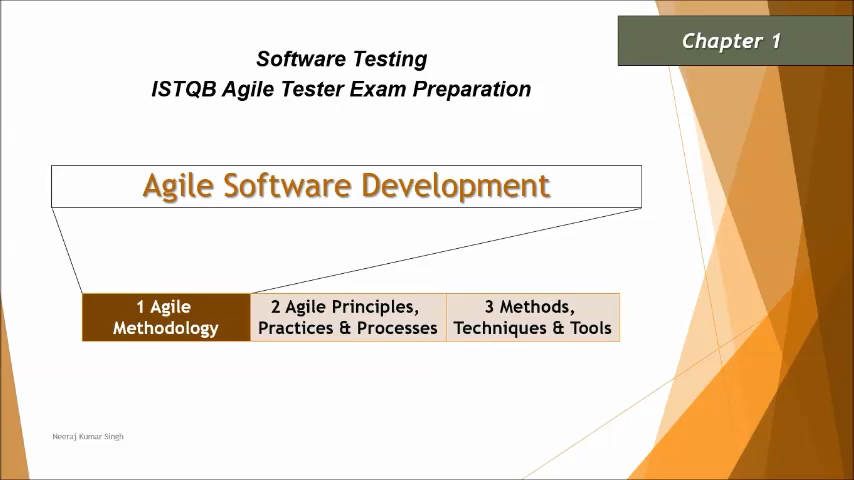 Chapter 1
Software Testing
ISTQB Agile Tester Exam Preparation
Agile Software Development
1 Agile
Methodology
2 Agile Principles,
Practices & Processes
3 Methods,
Techniques & Tools
Neeraj Kumar Singh